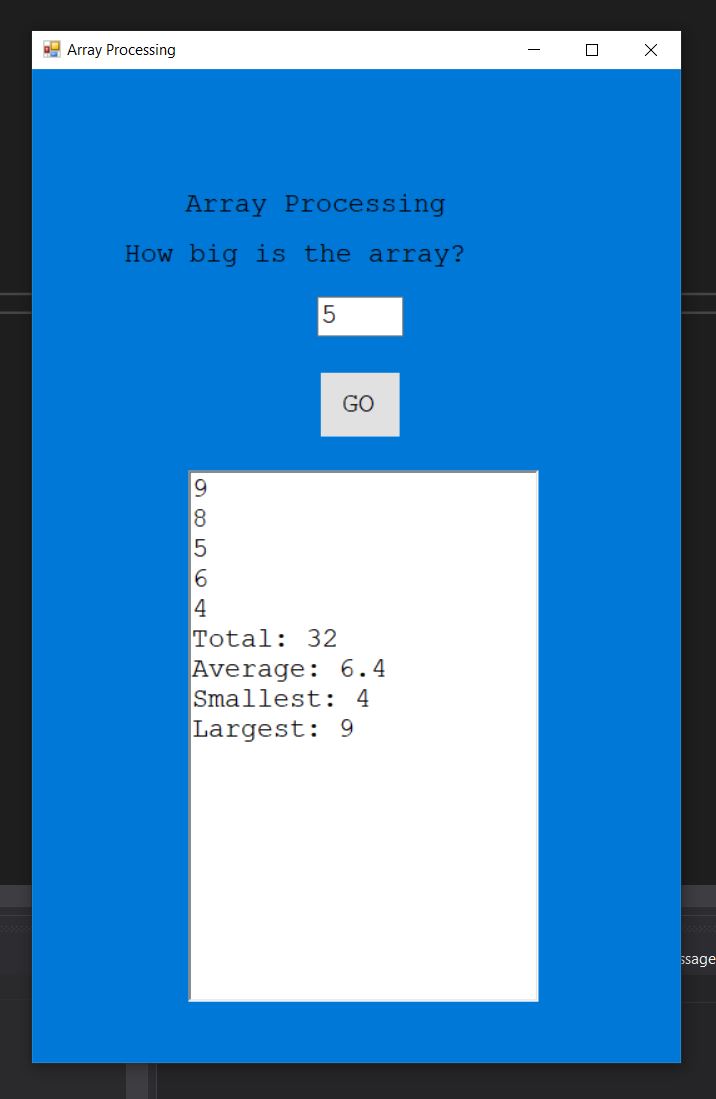 Array Processing
Array Processing
How big is the array?
5
GO
9
8
5
6
4
Total: 32
Average: 6.4
Smallest: 4
Largest: 9
ssage